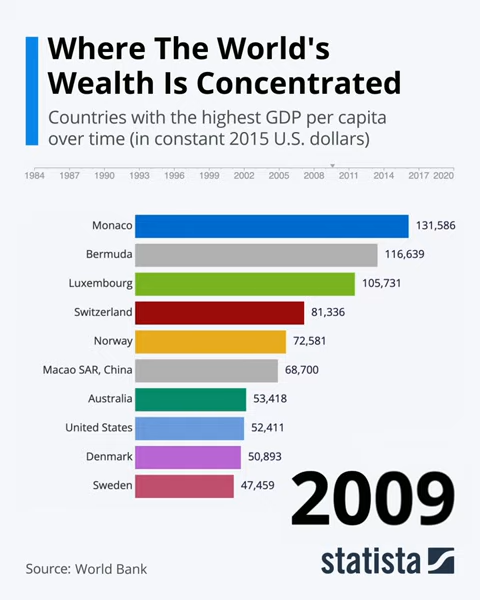 Where The World's
Wealth Is Concentrated
Countries with the highest GDP per capita
over time (in constant 2015 U.S. dollars)
1984 1987 1990 1993 1996 1999 2002 2005 2008 2011 2014 2017 2020
Monaco 131,586
Bermuda 116,639
Luxembourg 105,731
Switzerland 81,336
Norway 72,581
Macao SAR, China 68,700
Australia 53,418
United States 52,411
Denmark 50,893
Sweden 47,459
2009
Source: World Bank
statista